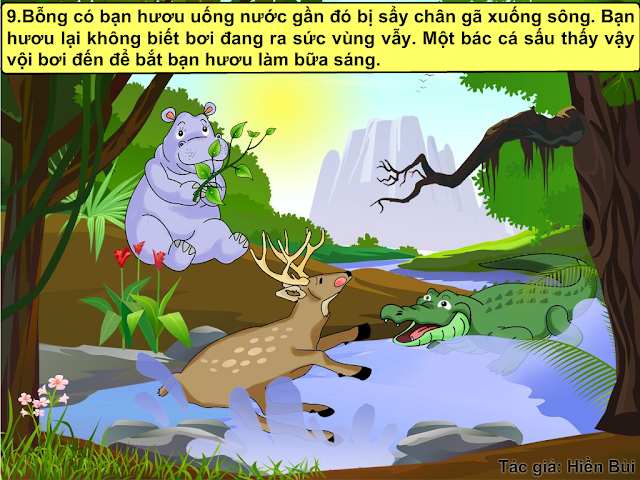 9.Bỗng có bạn hươu uống nước gần đó bị sẩy chân gã xuống sông. Bạn
hươu lại không biết bơi đang ra sức vùng vẫy. Một bác cá sấu thấy vậy
vội bơi đến để bắt bạn hươu làm bữa sáng.
Tác giả: Hiền Bùi